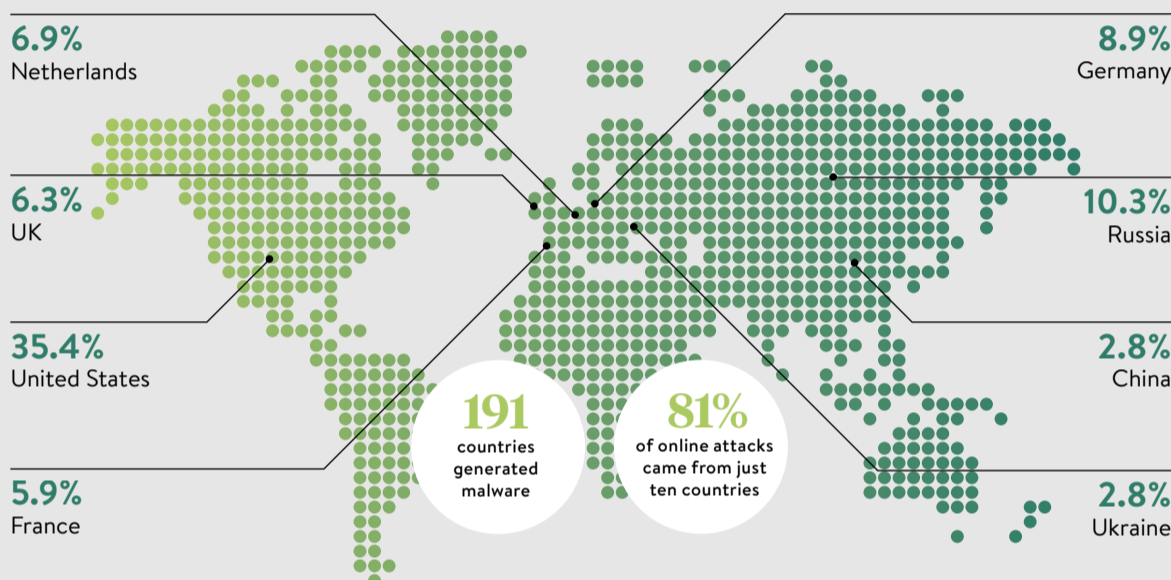 6.9%
Netherlands
8.9%
Germany
6.3%
UK
10.3%
Russia
35.4%
United States
2.8%
China
191
countries
generated
malware
81%
of online attacks
came from just
ten countries
5.9%
France
2.8%
Ukraine